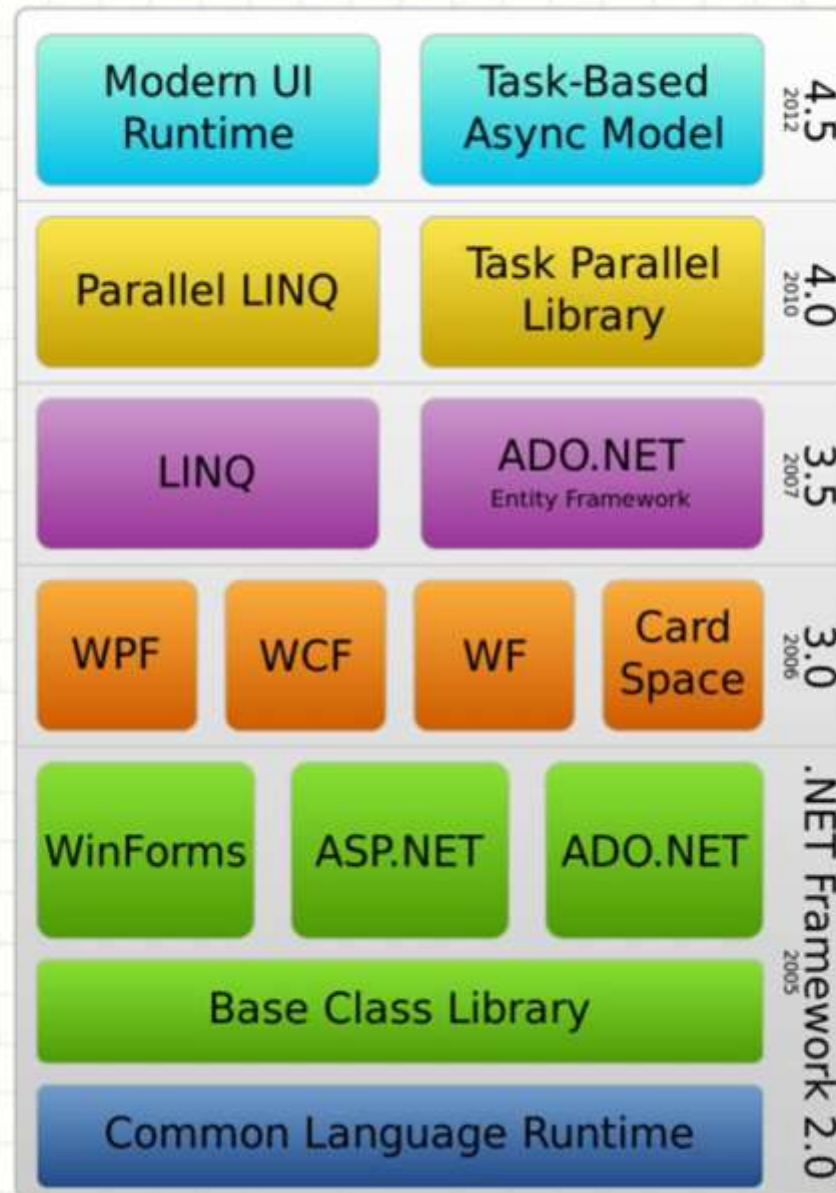 Modern UI
Runtime
Task-Based
Async Model
4.5
2012
Parallel LINQ
Task Parallel
Library
4.0
2010
LINQ
ADO.NET
Entity Framework
3.5
2007
WPF
WCF
WF
Card
Space
3.0
2006
WinForms
ASP.NET
ADO.NET
Base Class Library
Common Language Runtime
.NET Framework 2.0
2005